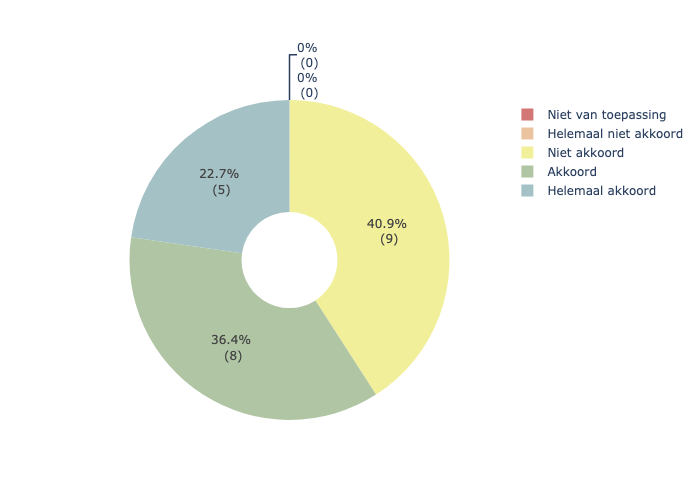 0%
(0)
0%
(0)
22.7%
(5)
40.9%
(9)
36.4%
(8)
Niet van toepassing
Helemaal niet akkoord
Niet akkoord
Akkoord
Helemaal akkoord